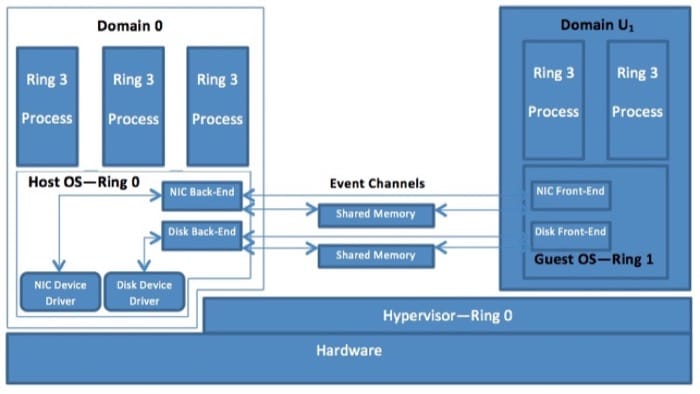 Domain 0
Ring 3
Process
Ring 3
Process
Ring 3
Process
Host OS—Ring 0
NIC Back-End
Disk Back-End
NIC Device
Driver
Disk Device
Driver
Event Channels
Shared Memory
Shared Memory
Domain U₁
Ring 3
Process
Ring 3
Process
NIC Front-End
Disk Front-End
Guest OS—Ring 1
Hypervisor—Ring 0
Hardware